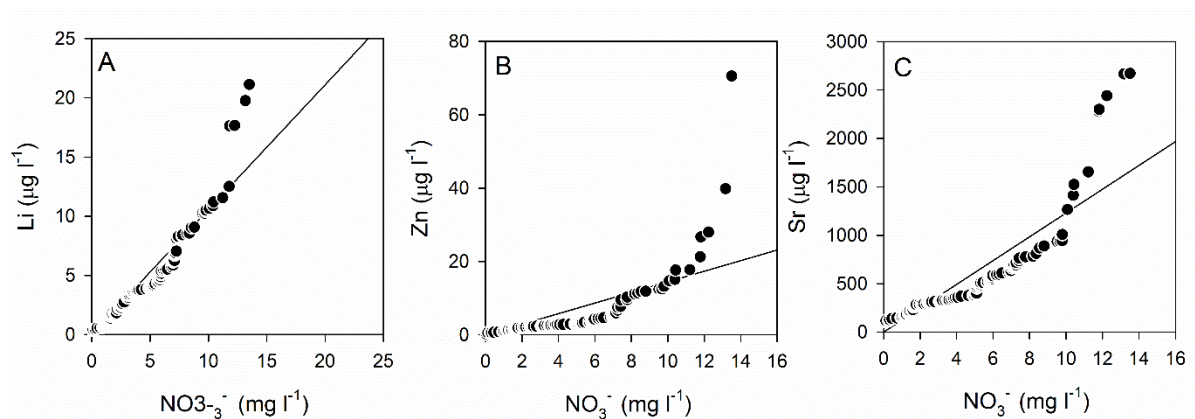 A
Li (µg l⁻¹)
25
20
15
10
5
0
0 5 10 15 20 25
NO3-₃⁻ (mg l⁻¹)
B
Zn (µg l⁻¹)
80
60
40
20
0
0 2 4 6 8 10 12 14 16
NO₃⁻ (mg l⁻¹)
C
Sr (µg l⁻¹)
3000
2500
2000
1500
1000
500
0
0 2 4 6 8 10 12 14 16
NO₃⁻ (mg l⁻¹)